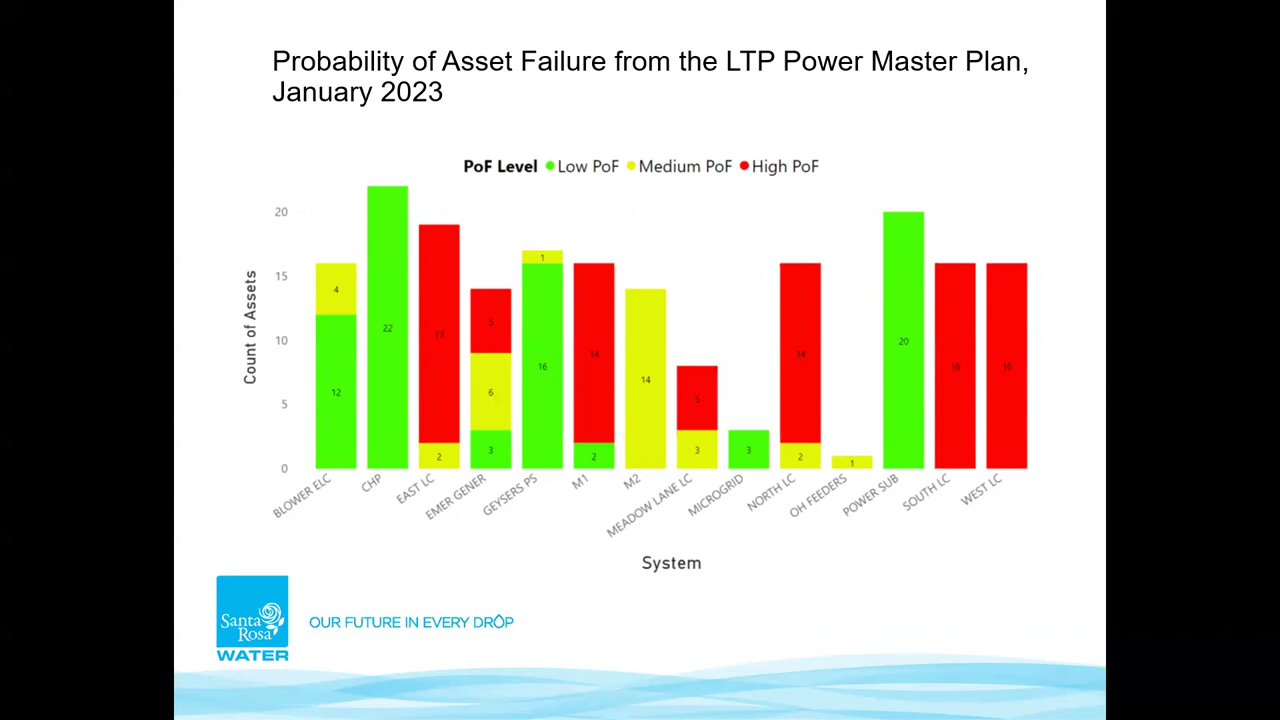 Probability of Asset Failure from the LTP Power Master Plan,
January 2023
PoF Level Low PoF Medium PoF High PoF
Count of Assets
20
15
10
5
0
4
12
22
17
2
5
6
3
1
16
14
2
14
5
3
3
14
2
1
20
16
16
BLOWER ELC
CHP
EAST LC
EMER GENER
GEYSERS PS
M1
M2
MEADOW LANE LC
MICROGRID
NORTH LC
OH FEEDERS
POWER SUB
SOUTH LC
WEST LC
System
Santa
Rosa
WATER
OUR FUTURE IN EVERY DROP